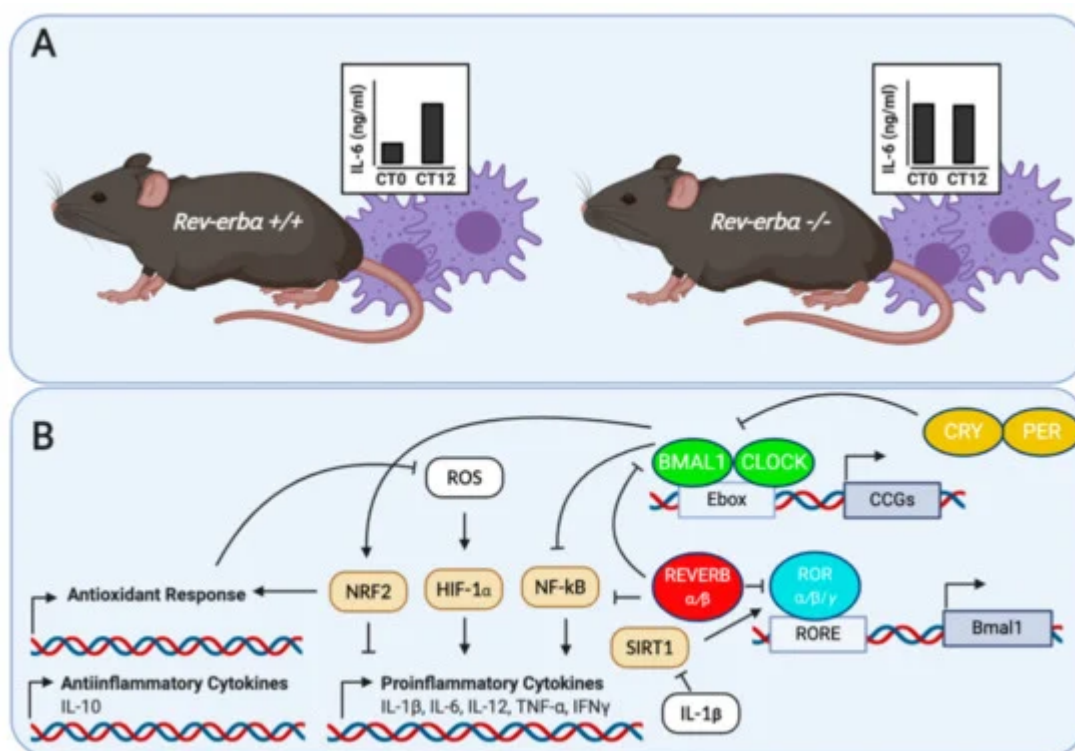 A
IL-6 (ng/ml)
CT0 CT12
Rev-erbα +/+
IL-6 (ng/ml)
CT0 CT12
Rev-erbα -/-
B
CRY PER
BMAL1 CLOCK
Ebox
CCGs
ROS
NRF2
HIF-1α
NF-kB
REVERB
α/β
ROR
α/β/γ
RORE
Bmal1
SIRT1
IL-1β
Antioxidant Response
Antiinflammatory Cytokines
IL-10
Proinflammatory Cytokines
IL-1β, IL-6, IL-12, TNF-α, IFNγ